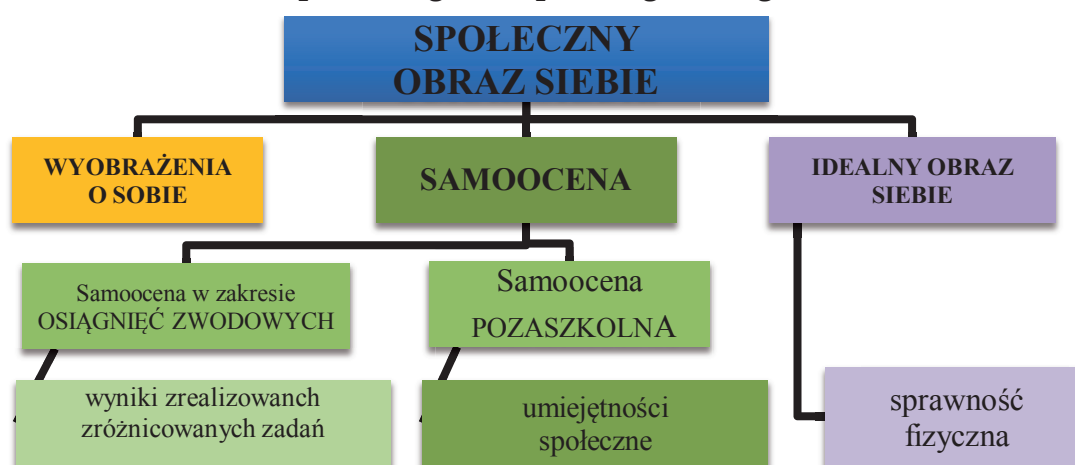 SPOŁECZNY
OBRAZ SIEBIE
WYOBRAŻENIA
O SOBIE
SAMOOCENA
IDEALNY OBRAZ
SIEBIE
Samoocena w zakresie
OSIĄGNIĘĆ ZWODOWYCH
Samoocena
POZASZKOLNA
wyniki zrealizowanch
zróżnicowanych zadań
umiejętności
społeczne
sprawność
fizyczna